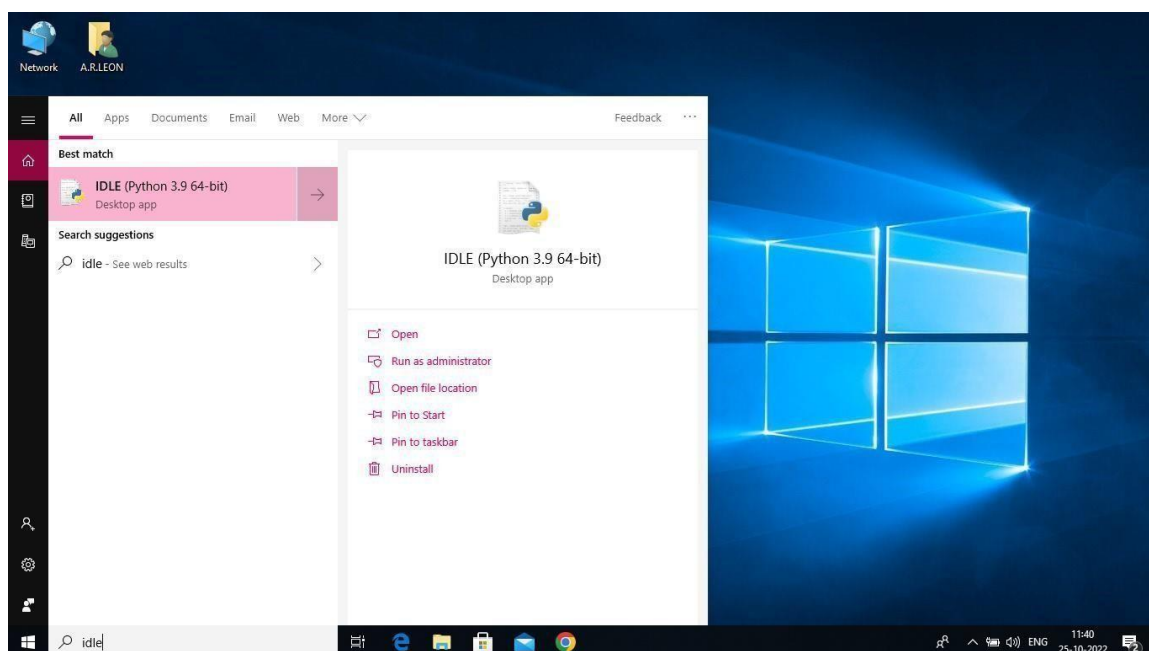 Network
A.R.LEON
All Apps Documents Email Web More Feedback ...
Best match
IDLE (Python 3.9 64-bit)
Desktop app
Search suggestions
idle - See web results
IDLE (Python 3.9 64-bit)
Desktop app
Open
Run as administrator
Open file location
Pin to Start
Pin to taskbar
Uninstall
idle
ENG
11:40
25-10-2022
2